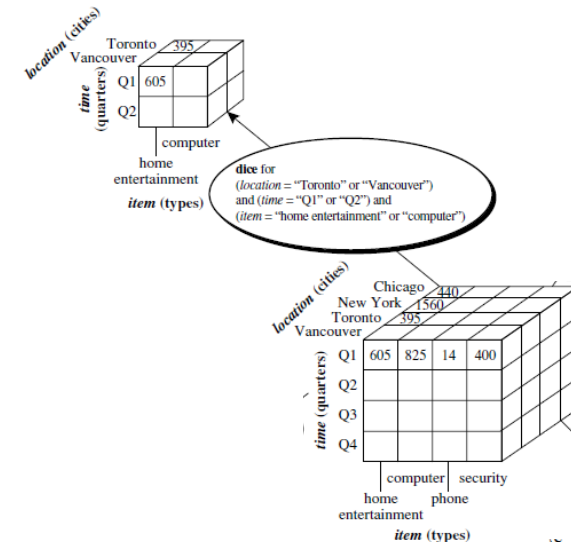 location (cities)
Toronto
395
Vancouver
time
(quarters)
Q1
605
Q2
computer
home
entertainment
item (types)
dice for
(location = “Toronto” or “Vancouver”)
and (time = “Q1” or “Q2”) and
(item = “home entertainment” or “computer”)
location (cities)
Chicago
440
New York
1560
Toronto
395
Vancouver
time (quarters)
Q1
605 825 14 400
Q2
Q3
Q4
computer
security
home
phone
entertainment
item (types)